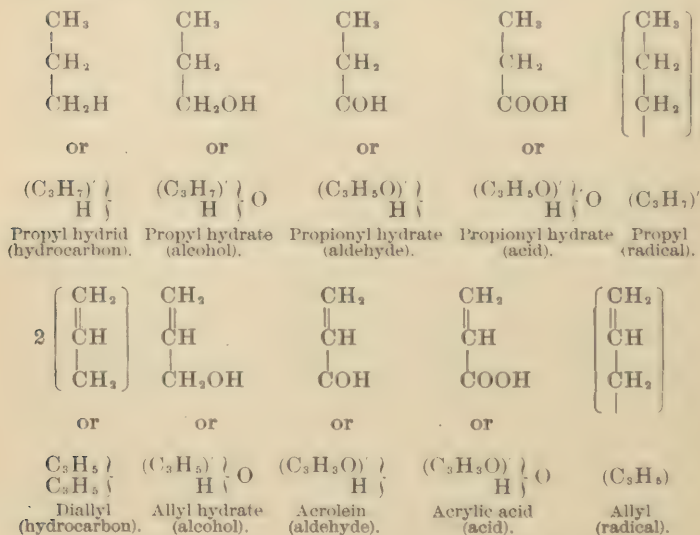 CH₃ CH₃ CH₃ CH₃ CH₃
CH₂ CH₂ CH₂ CH₂ CH₂
CH₂H CH₂OH COH COOH CH₂
or or or or
(C₃H₇)′ (C₃H₇)′ } O (C₃H₅O)′ (C₃H₅O)′ } O (C₃H₇)′
H } H H } H
Propyl hydrid Propyl hydrate Propionyl hydrate Propionyl hydrate Propyl
(hydrocarbon). (alcohol). (aldehyde). (acid). (radical).
CH₂ CH₂ CH₂ CH₂ CH₂
2 CH CH CH CH CH
CH₂ CH₂OH COH COOH CH₂
or or or or
C₃H₅ } (C₃H₅)′ } O (C₃H₃O)′ } (C₃H₃O)′ } O (C₃H₅)
C₃H₅ H H H
Diallyl Allyl hydrate Acrolein Acrylic acid Allyl
(hydrocarbon). (alcohol). (aldehyde). (acid). (radical).